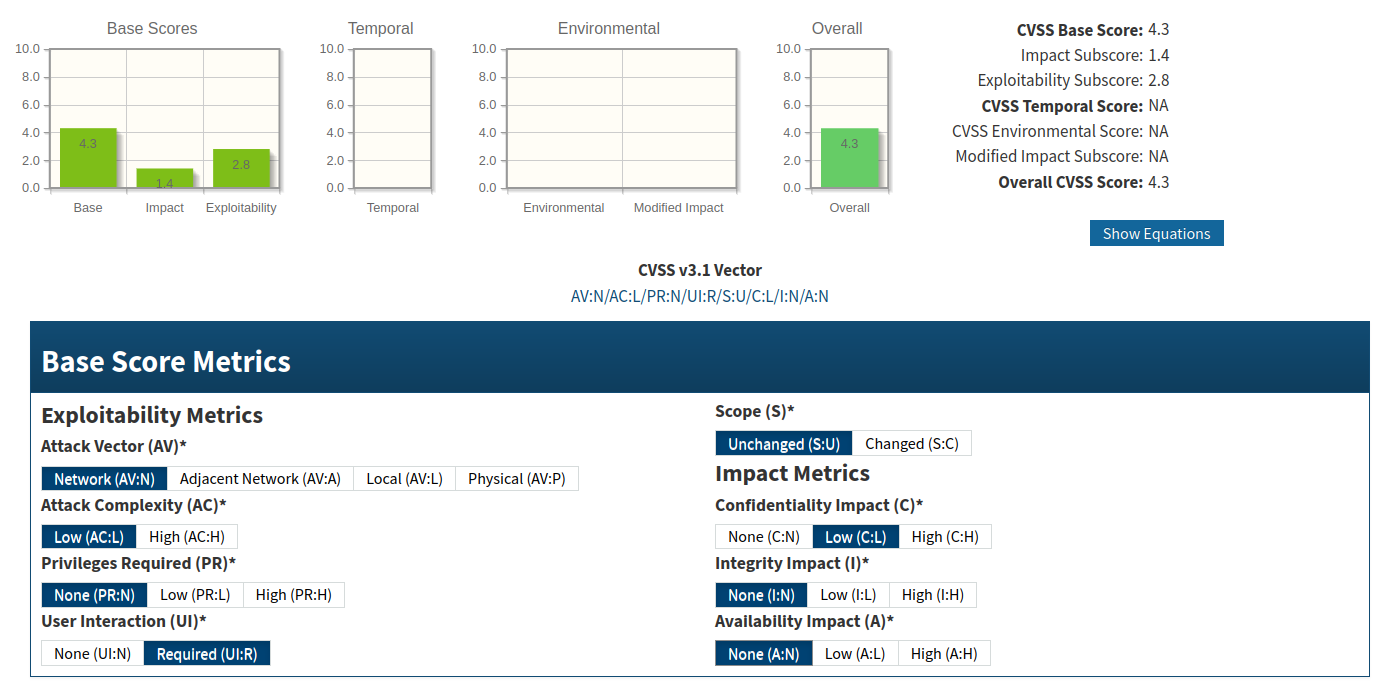 Base Scores
10.0
8.0
6.0
4.0
2.0
0.0
4.3
1.4
2.8
Base Impact Exploitability
Temporal
10.0
8.0
6.0
4.0
2.0
0.0
Temporal
Environmental
10.0
8.0
6.0
4.0
2.0
0.0
Environmental Modified Impact
Overall
10.0
8.0
6.0
4.0
2.0
0.0
4.3
Overall
CVSS Base Score: 4.3
Impact Subscore: 1.4
Exploitability Subscore: 2.8
CVSS Temporal Score: NA
CVSS Environmental Score: NA
Modified Impact Subscore: NA
Overall CVSS Score: 4.3
Show Equations
CVSS v3.1 Vector
AV:N/AC:L/PR:N/UI:R/S:U/C:L/I:N/A:N
Base Score Metrics
Exploitability Metrics
Attack Vector (AV)*
Network (AV:N) Adjacent Network (AV:A) Local (AV:L) Physical (AV:P)
Attack Complexity (AC)*
Low (AC:L) High (AC:H)
Privileges Required (PR)*
None (PR:N) Low (PR:L) High (PR:H)
User Interaction (UI)*
None (UI:N) Required (UI:R)
Scope (S)*
Unchanged (S:U) Changed (S:C)
Impact Metrics
Confidentiality Impact (C)*
None (C:N) Low (C:L) High (C:H)
Integrity Impact (I)*
None (I:N) Low (I:L) High (I:H)
Availability Impact (A)*
None (A:N) Low (A:L) High (A:H)